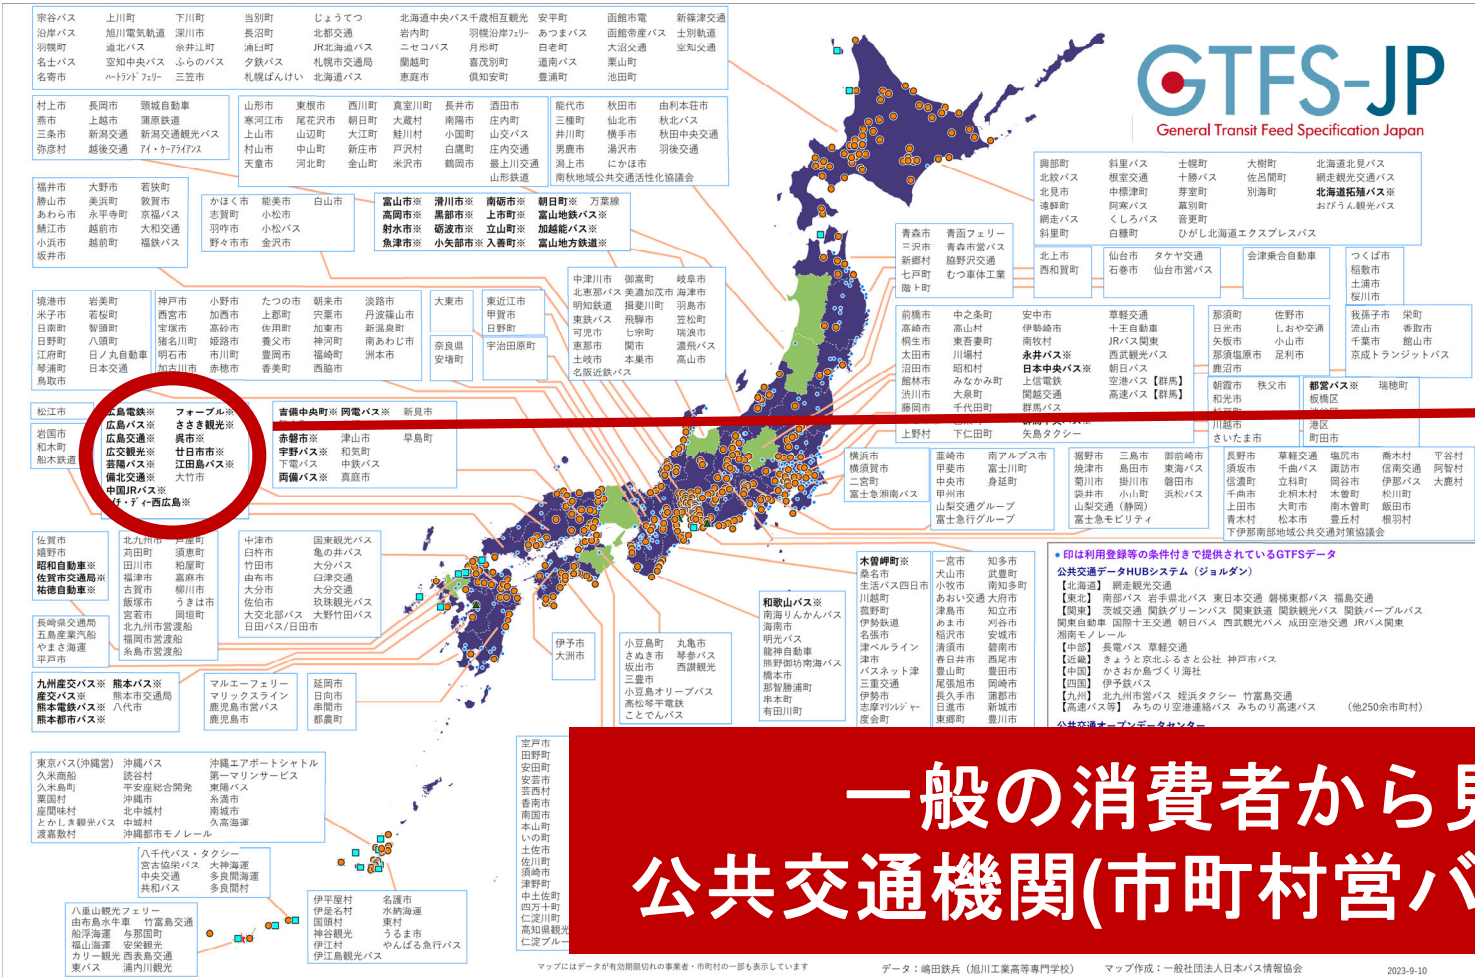 宗谷バス 上川町 下川町 当別町 じょうてつ 北海道中央バス 千歳相互観光 安平町 函館市電 新篠津交通
沿岸バス 旭川電気軌道 深川市 長沼町 北都交通 岩内町 羽幌沿岸フェリー あつまバス 函館帝産バス 士別軌道
羽幌町 道北バス 奈井江町 浦臼町 JR北海道バス ニセコバス 月形町 白老町 大沼交通 空知交通
名士バス 空知中央バス ふらのバス 夕鉄バス 札幌市交通局 蘭越町 喜茂別町 道南バス 栗山町
名寄市 ハートランドフェリー 三笠市 札幌ばんけい 北海道バス 恵庭市 倶知安町 豊浦町 池田町
GTFS-JP
General Transit Feed Specification Japan
村上市 長岡市 頸城自動車
燕市 上越市 蒲原鉄道
三条市 新潟交通 新潟交通観光バス
弥彦村 越後交通 アイ・ケーアライアンス
山形市 東根市 西川町 真室川町 長井市 酒田市
寒河江市 尾花沢市 朝日町 大蔵村 南陽市 庄内町
上山市 山辺町 大江町 鮭川村 小国町 山交バス
村山市 中山町 新庄市 戸沢村 白鷹町 庄内交通
天童市 河北町 金山町 米沢市 鶴岡市 最上川交通
山形鉄道
能代市 秋田市 由利本荘市
三種町 仙北市 秋北バス
井川町 横手市 秋田中央交通
男鹿市 湯沢市 羽後交通
潟上市 にかほ市
南秋地域公共交通活性化協議会
興部町 斜里バス 士幌町 大樹町 北海道北見バス
北紋バス 根室交通 十勝バス 佐呂間町 網走観光交通バス
北見市 中標津町 芽室町 別海町 北海道拓殖バス※
遠軽町 阿寒バス 幕別町 おびうん観光バス
網走バス くしろバス 音更町
斜里町 白糠町 ひがし北海道エクスプレスバス
福井市 大野市 若狭町
勝山市 美浜町 敦賀市
あわら市 永平寺町 京福バス
鯖江市 越前市 大和交通
小浜市 越前町 福鉄バス
坂井市
かほく市 能美市 白山市
志賀町 小松市
羽咋市 小松バス
野々市市 金沢市
富山市※ 滑川市※ 南砺市※ 朝日町※ 万葉線
高岡市※ 黒部市※ 上市町※ 富山地鉄バス※
射水市※ 砺波市※ 立山町※ 加越能バス※
魚津市※ 小矢部市※ 入善町※ 富山地方鉄道※
青森市 青函フェリー
三沢市 青森市営バス
新郷村 脇野沢交通
七戸町 むつ車体工業
階上町
北上市
西和賀町
仙台市 タケヤ交通
石巻市 仙台市営バス
会津乗合自動車
つくば市
稲敷市
土浦市
桜川市
中津川市 御嵩町 岐阜市
北恵那バス 美濃加茂市 海津市
明知鉄道 揖斐川町 羽島市
東鉄バス 飛騨市 笠松町
可児市 七宗町 瑞浪市
恵那市 関市 濃飛バス
土岐市 本巣市 高山市
名阪近鉄バス
境港市 岩美町
米子市 若桜町
日南町 智頭町
日野町 八頭町
江府町 日ノ丸自動車
琴浦町 日本交通
鳥取市
神戸市 小野市 たつの市 朝来市 淡路市
西宮市 加西市 上郡町 宍粟市 丹波篠山市
宝塚市 高砂市 佐用町 加東市 新温泉町
猪名川町 姫路市 養父市 神河町 南あわじ市
明石市 市川町 豊岡市 福崎町 洲本市
加古川市 赤穂市 香美町 西脇市
大東市
奈良県
安堵町
東近江市
甲賀市
日野町
宇治田原町
前橋市 中之条町 安中市 草軽交通
高崎市 高山村 伊勢崎市 十王自動車
桐生市 東吾妻町 南牧村 JRバス関東
太田市 川場村 永井バス※ 西武観光バス
沼田市 昭和村 日本中央バス※ 朝日バス
館林市 みなかみ町 上信電鉄 空港バス【群馬】
渋川市 大泉町 関越交通 高速バス【群馬】
藤岡市 千代田町 群馬バス
上野村 下仁田町 矢島タクシー
那須町 佐野市
日光市 しおや交通
矢板市 小山市
那須塩原市 足利市
鹿沼市
我孫子市 栄町
流山市 香取市
千葉市 館山市
京成トランジットバス
朝霞市 秩父市
和光市
川越市
さいたま市
都営バス※ 瑞穂町
板橋区
港区
町田市
松江市
岩国市
和木町
船木鉄道
広島電鉄※ フォーブル※
広島バス※ ささき観光※
広島交通※ 呉市※
広交観光※ 廿日市市※
芸陽バス※ 江田島バス※
備北交通※ 大竹市
中国JRバス※
エイチ・ディー西広島※
吉備中央町※ 岡電バス※ 新見市
赤磐市※ 津山市 早島町
宇野バス※ 和気町
下電バス 中鉄バス
両備バス※ 真庭市
横浜市
横須賀市
二宮町
富士急湘南バス
韮崎市 南アルプス市
甲斐市 富士川町
中央市 身延町
甲州市
山梨交通グループ
富士急行グループ
裾野市 三島市 御前崎市
焼津市 島田市 東海バス
菊川市 掛川市 磐田市
袋井市 小山町 浜松バス
山梨交通（静岡）
富士急モビリティ
長野市 草軽交通 塩尻市 喬木村 平谷村
須坂市 千曲バス 諏訪市 信南交通 阿智村
信濃町 立科町 岡谷市 伊那バス 大鹿村
千曲市 北相木村 木曽町 松川町
上田市 大町市 南木曽町 飯田市
青木村 松本市 豊丘村 根羽村
下伊那南部地域公共交通対策協議会
佐賀市
嬉野市
昭和自動車※
佐賀市交通局※
祐徳自動車※
北九州市 芦屋町
苅田町 須恵町
田川市 粕屋町
福津市 嘉麻市
古賀市 柳川市
飯塚市 うきは市
宮若市 岡垣町
北九州市営渡船
福岡市営渡船
糸島市営渡船
中津市 国東観光バス
臼杵市 亀の井バス
竹田市 大分バス
由布市 臼津交通
大分市 大分交通
佐伯市 玖珠観光バス
大交北部バス 大野竹田バス
日田バス/日田市
長崎県交通局
五島産業汽船
やまさ海運
平戸市
九州産交バス※ 熊本バス※
産交バス※ 熊本市交通局
熊本電鉄バス※ 八代市
熊本都市バス※
マルエーフェリー
マリックスライン
鹿児島市営バス
鹿児島市
延岡市
日向市
串間市
都農町
伊予市
大洲市
小豆島町 丸亀市
さぬき市 琴参バス
坂出市 西讃観光
三豊市
小豆島オリーブバス
高松琴平電鉄
ことでんバス
和歌山バス※
南海りんかんバス
海南市
明光バス
龍神自動車
熊野御坊南海バス
橋本市
那智勝浦町
串本町
有田川町
木曽岬町※
桑名市
生活バス四日市
川越町
菰野町
伊勢鉄道
名張市
津ベルライン
津市
バスネット津
三重交通
伊勢市
志摩マリンレジャー
度会町
一宮市 知多市
犬山市 武豊町
小牧市 南知多町
あおい交通 大府市
津島市 知立市
あま市 刈谷市
稲沢市 安城市
清須市 碧南市
春日井市 西尾市
豊山町 豊田市
尾張旭市 岡崎市
長久手市 蒲郡市
日進市 新城市
東郷町 豊川市
•印は利用登録等の条件付きで提供されているGTFSデータ
公共交通データHUBシステム（ジョルダン）
【北海道】 網走観光交通
【東北】 南部バス 岩手県北バス 東日本交通 磐梯東都バス 福島交通
【関東】 茨城交通 関鉄グリーンバス 関東鉄道 関鉄観光バス 関鉄パープルバス
関東自動車 国際十王交通 朝日バス 西武観光バス 成田空港交通 JRバス関東
湘南モノレール
【中部】 長電バス 草軽交通
【近畿】 きょうと京北ふるさと公社 神戸市バス
【中国】 かさおか島づくり海社
【四国】 伊予鉄バス
【九州】 北九州市営バス 姪浜タクシー 竹富島交通
【高速バス等】 みちのり空港連絡バス みちのり高速バス （他250余市町村）
公共交通オープンデータセンター
東京バス(沖縄営) 沖縄バス 沖縄エアポートシャトル
久米商船 読谷村 第一マリンサービス
久米島町 平安座総合開発 東陽バス
粟国村 沖縄市 糸満市
座間味村 北中城村 南城市
とかしき観光バス 中城村 久高海運
渡嘉敷村 沖縄都市モノレール
八千代バス・タクシー
宮古協栄バス 大神海運
中央交通 多良間海運
共和バス 多良間村
八重山観光フェリー
由布島水牛車 竹富島交通
船浮海運 与那国町
福山海運 安栄観光
カリー観光 西表島交通
東バス 浦内川観光
伊平屋村 名護市
伊是名村 水納海運
国頭村 東村
神谷観光 うるま市
伊江村 やんばる急行バス
伊江島観光バス
室戸市
田野町
安田町
安芸市
芸西村
香南市
南国市
本山町
いの町
土佐市
佐川町
須崎市
津野町
中土佐町
四万十町
仁淀川町
高知県観光
仁淀ブルー
一般の消費者から見
公共交通機関(市町村営バ
マップにはデータが有効期限切れの事業者・市町村の一部も表示しています
データ：嶋田鉄兵（旭川工業高等専門学校） マップ作成：一般社団法人日本バス情報協会 2023-9-10